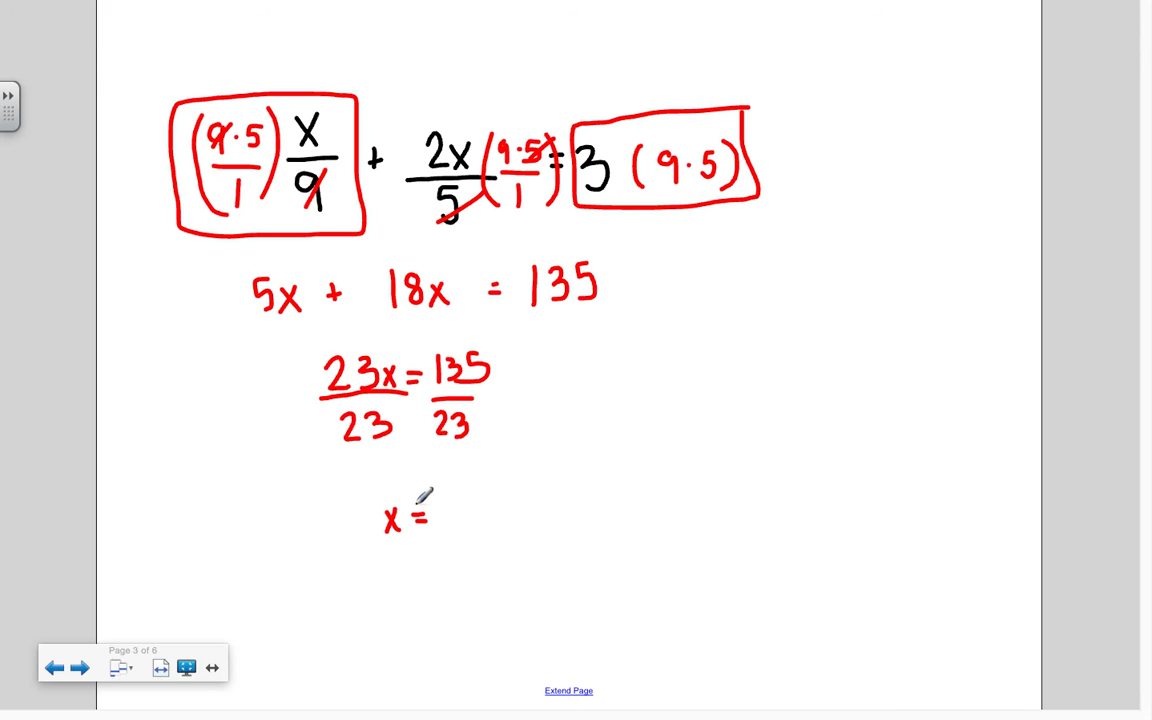 (9·5/1) x/9 + 2x/5 (9·5/1) = 3 (9·5)
5x + 18x = 135
23x/23 = 135/23
x =
Page 3 of 6
Extend Page